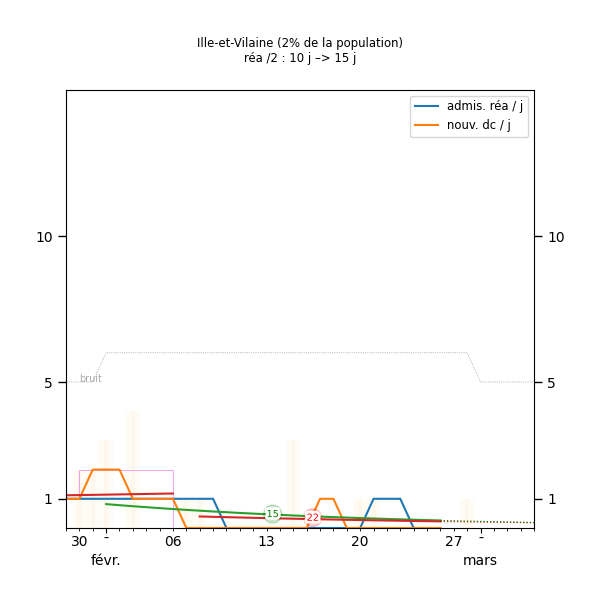 Ille-et-Vilaine (2% de la population)
réa /2 : 10 j –> 15 j
admis. réa / j
nouv. dc / j
10 10
bruit
5 5
15
22
1 1
30 - 06 13 20 27 -
févr. mars